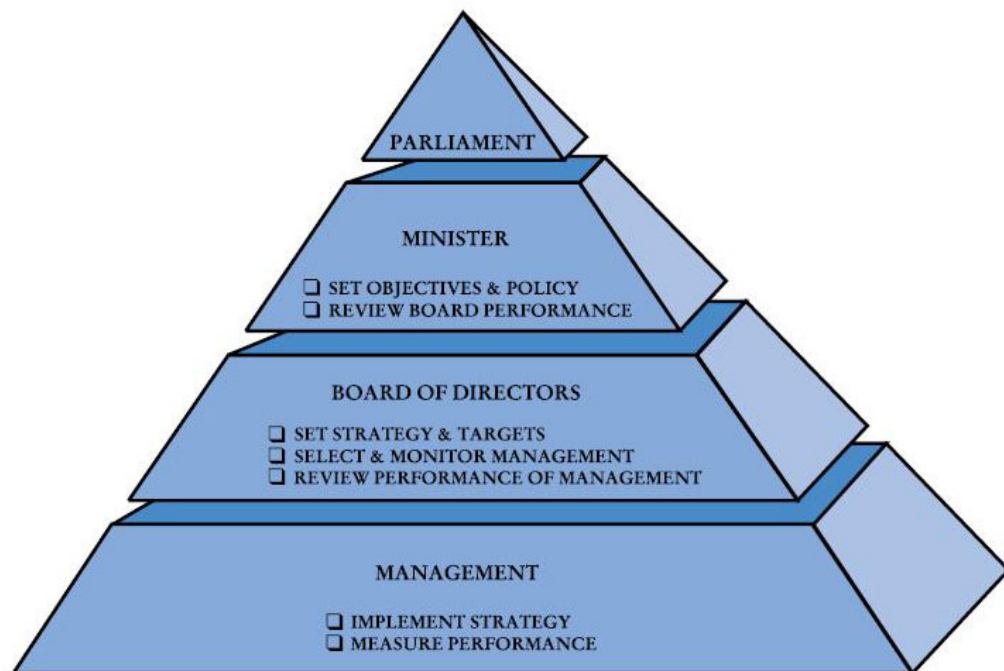 PARLIAMENT
MINISTER
❑ SET OBJECTIVES & POLICY
❑ REVIEW BOARD PERFORMANCE
BOARD OF DIRECTORS
❑ SET STRATEGY & TARGETS
❑ SELECT & MONITOR MANAGEMENT
❑ REVIEW PERFORMANCE OF MANAGEMENT
MANAGEMENT
❑ IMPLEMENT STRATEGY
❑ MEASURE PERFORMANCE